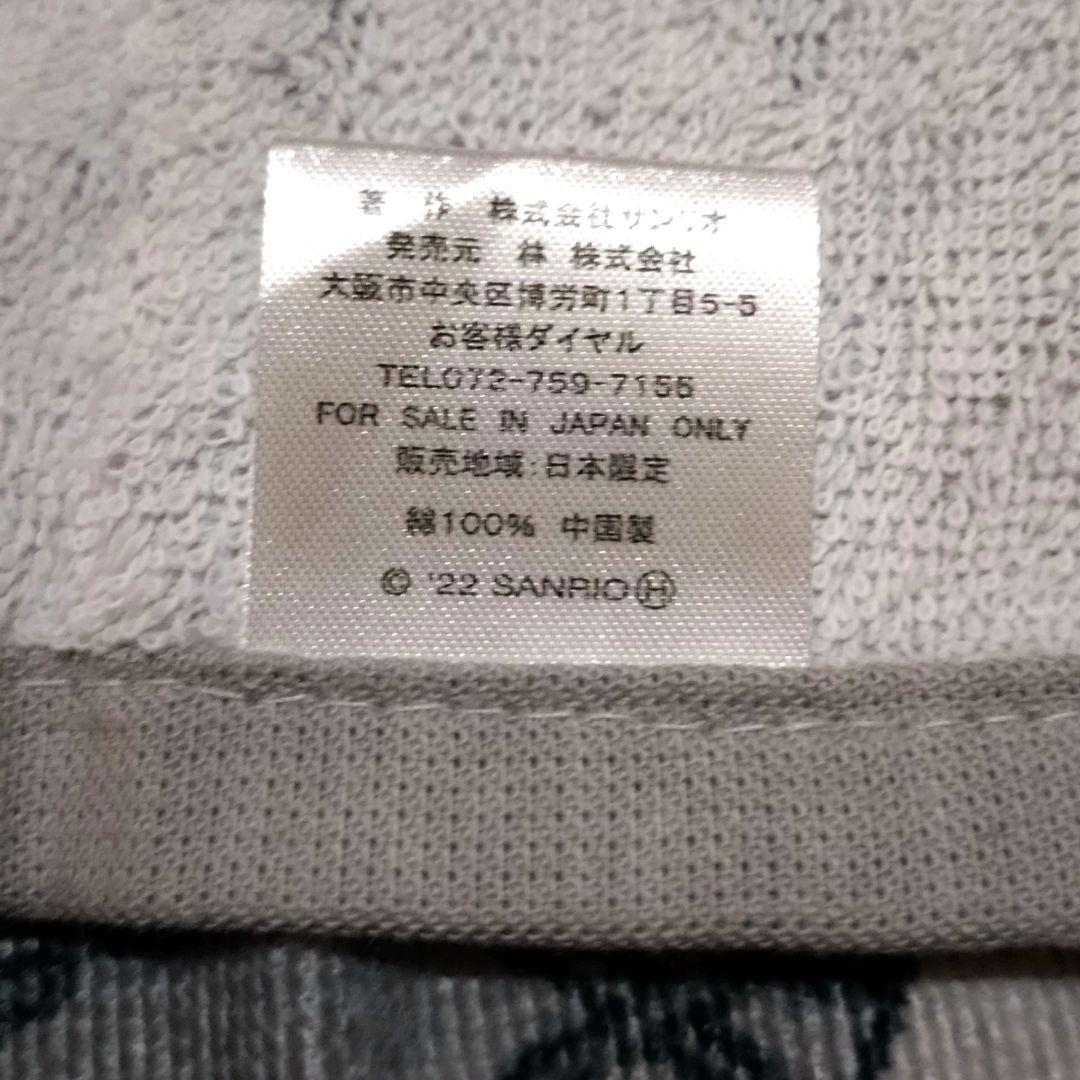 著 作 株式会社サンリオ
発売元 林 株式会社
大阪市中央区博労町1丁目5-5
お客様ダイヤル
TEL072-759-7155
FOR SALE IN JAPAN ONLY
販売地域:日本限定
綿100% 中国製
© '22 SANRIO Ⓗ